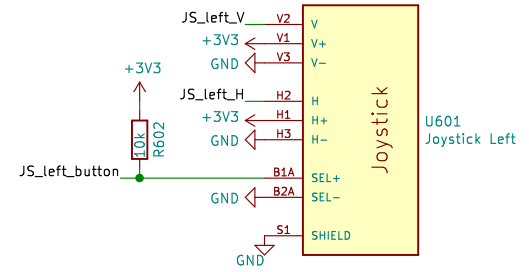 JS_left_V V2 V
+3V3 V1 V+
GND V3 V-
+3V3
JS_left_H H2 H
+3V3 H1 H+
GND H3 H-
10k R602
Joystick
U601
Joystick Left
JS_left_button B1A SEL+
GND B2A SEL-
S1 SHIELD
GND